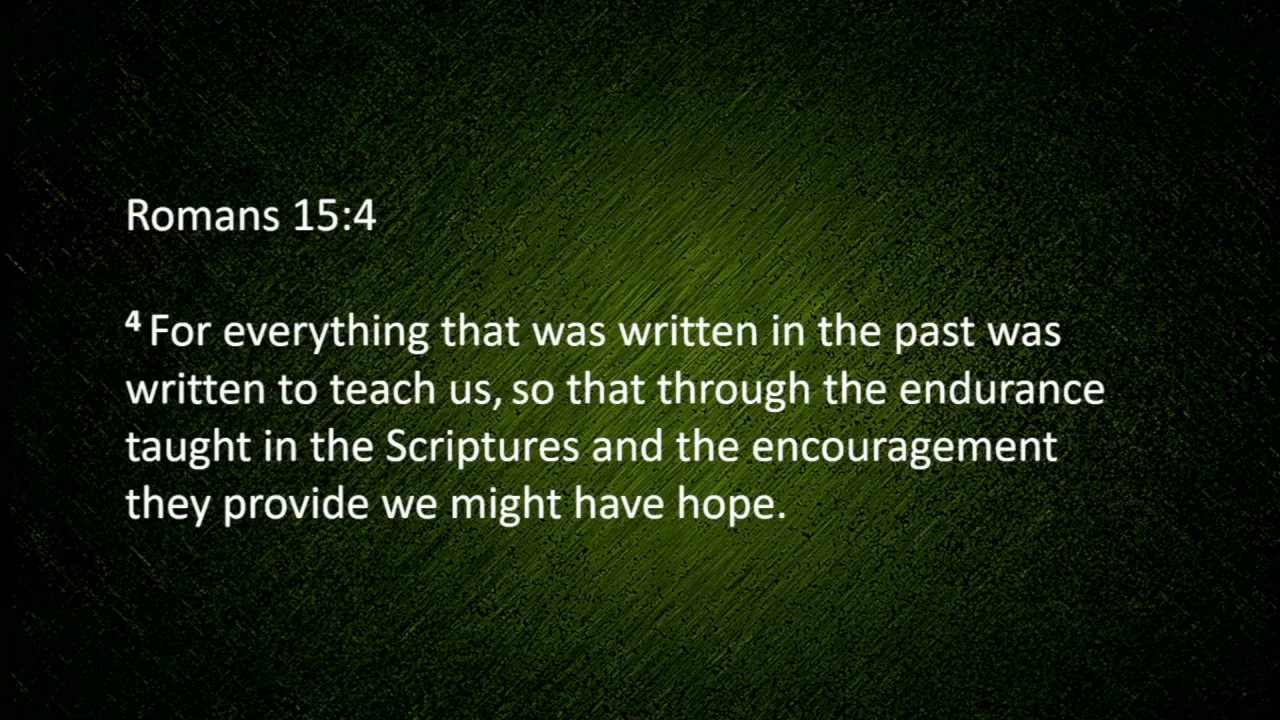 Romans 15:4
4 For everything that was written in the past was
written to teach us, so that through the endurance
taught in the Scriptures and the encouragement
they provide we might have hope.